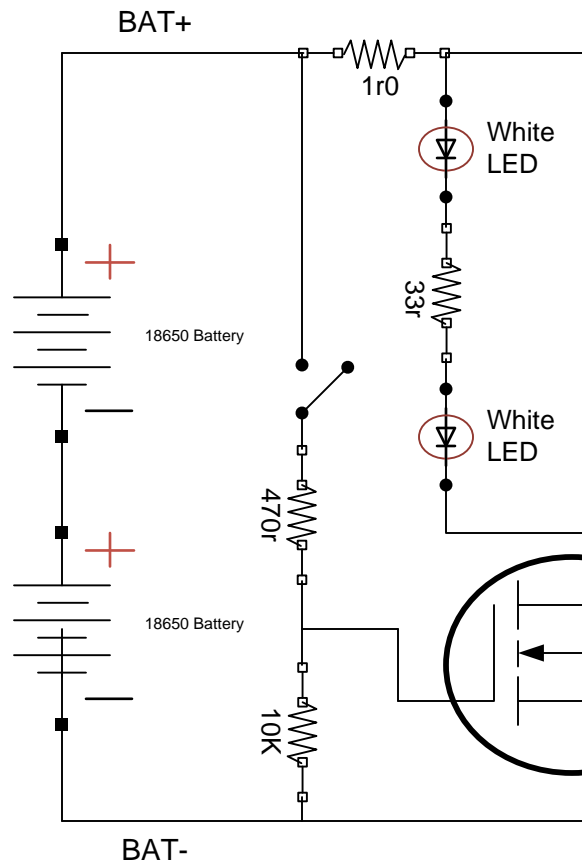 BAT+
1r0
White
LED
33r
18650 Battery
White
LED
470r
18650 Battery
10K
BAT-